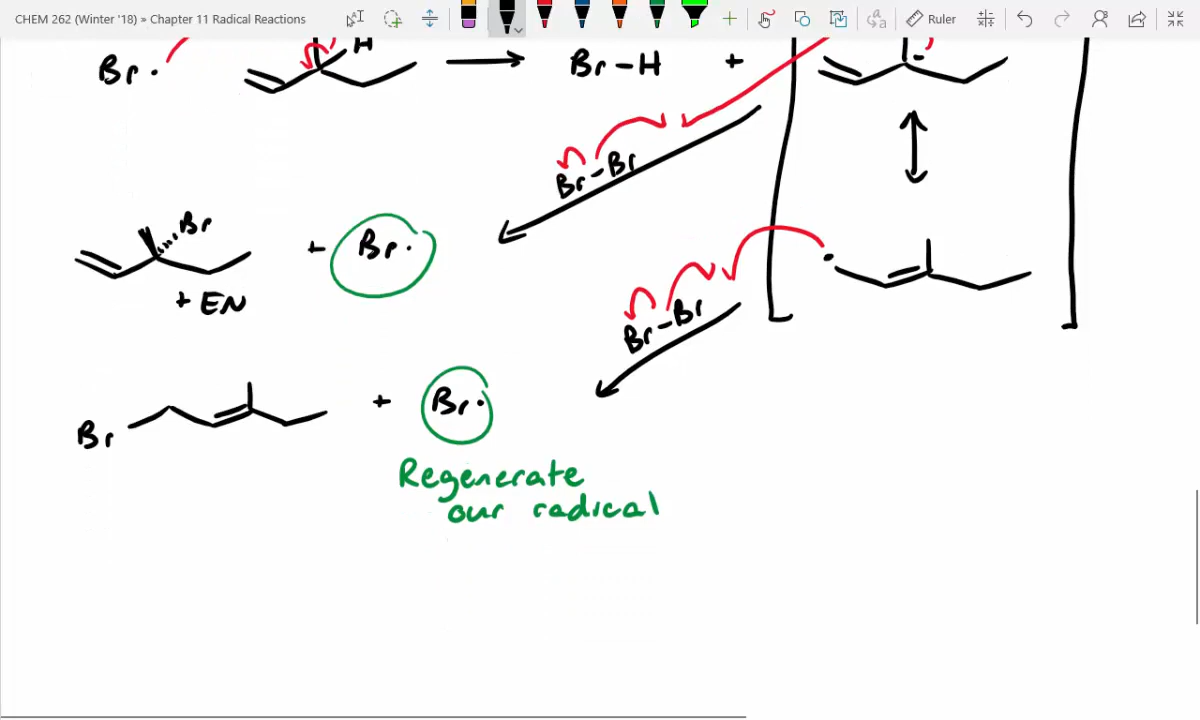 CHEM 262 (Winter '18) » Chapter 11 Radical Reactions
Ruler
H
Br· Br-H +
Br-Br
Br
+ Br·
+ EN
Br-Br
Br + Br·
Regenerate
our radical